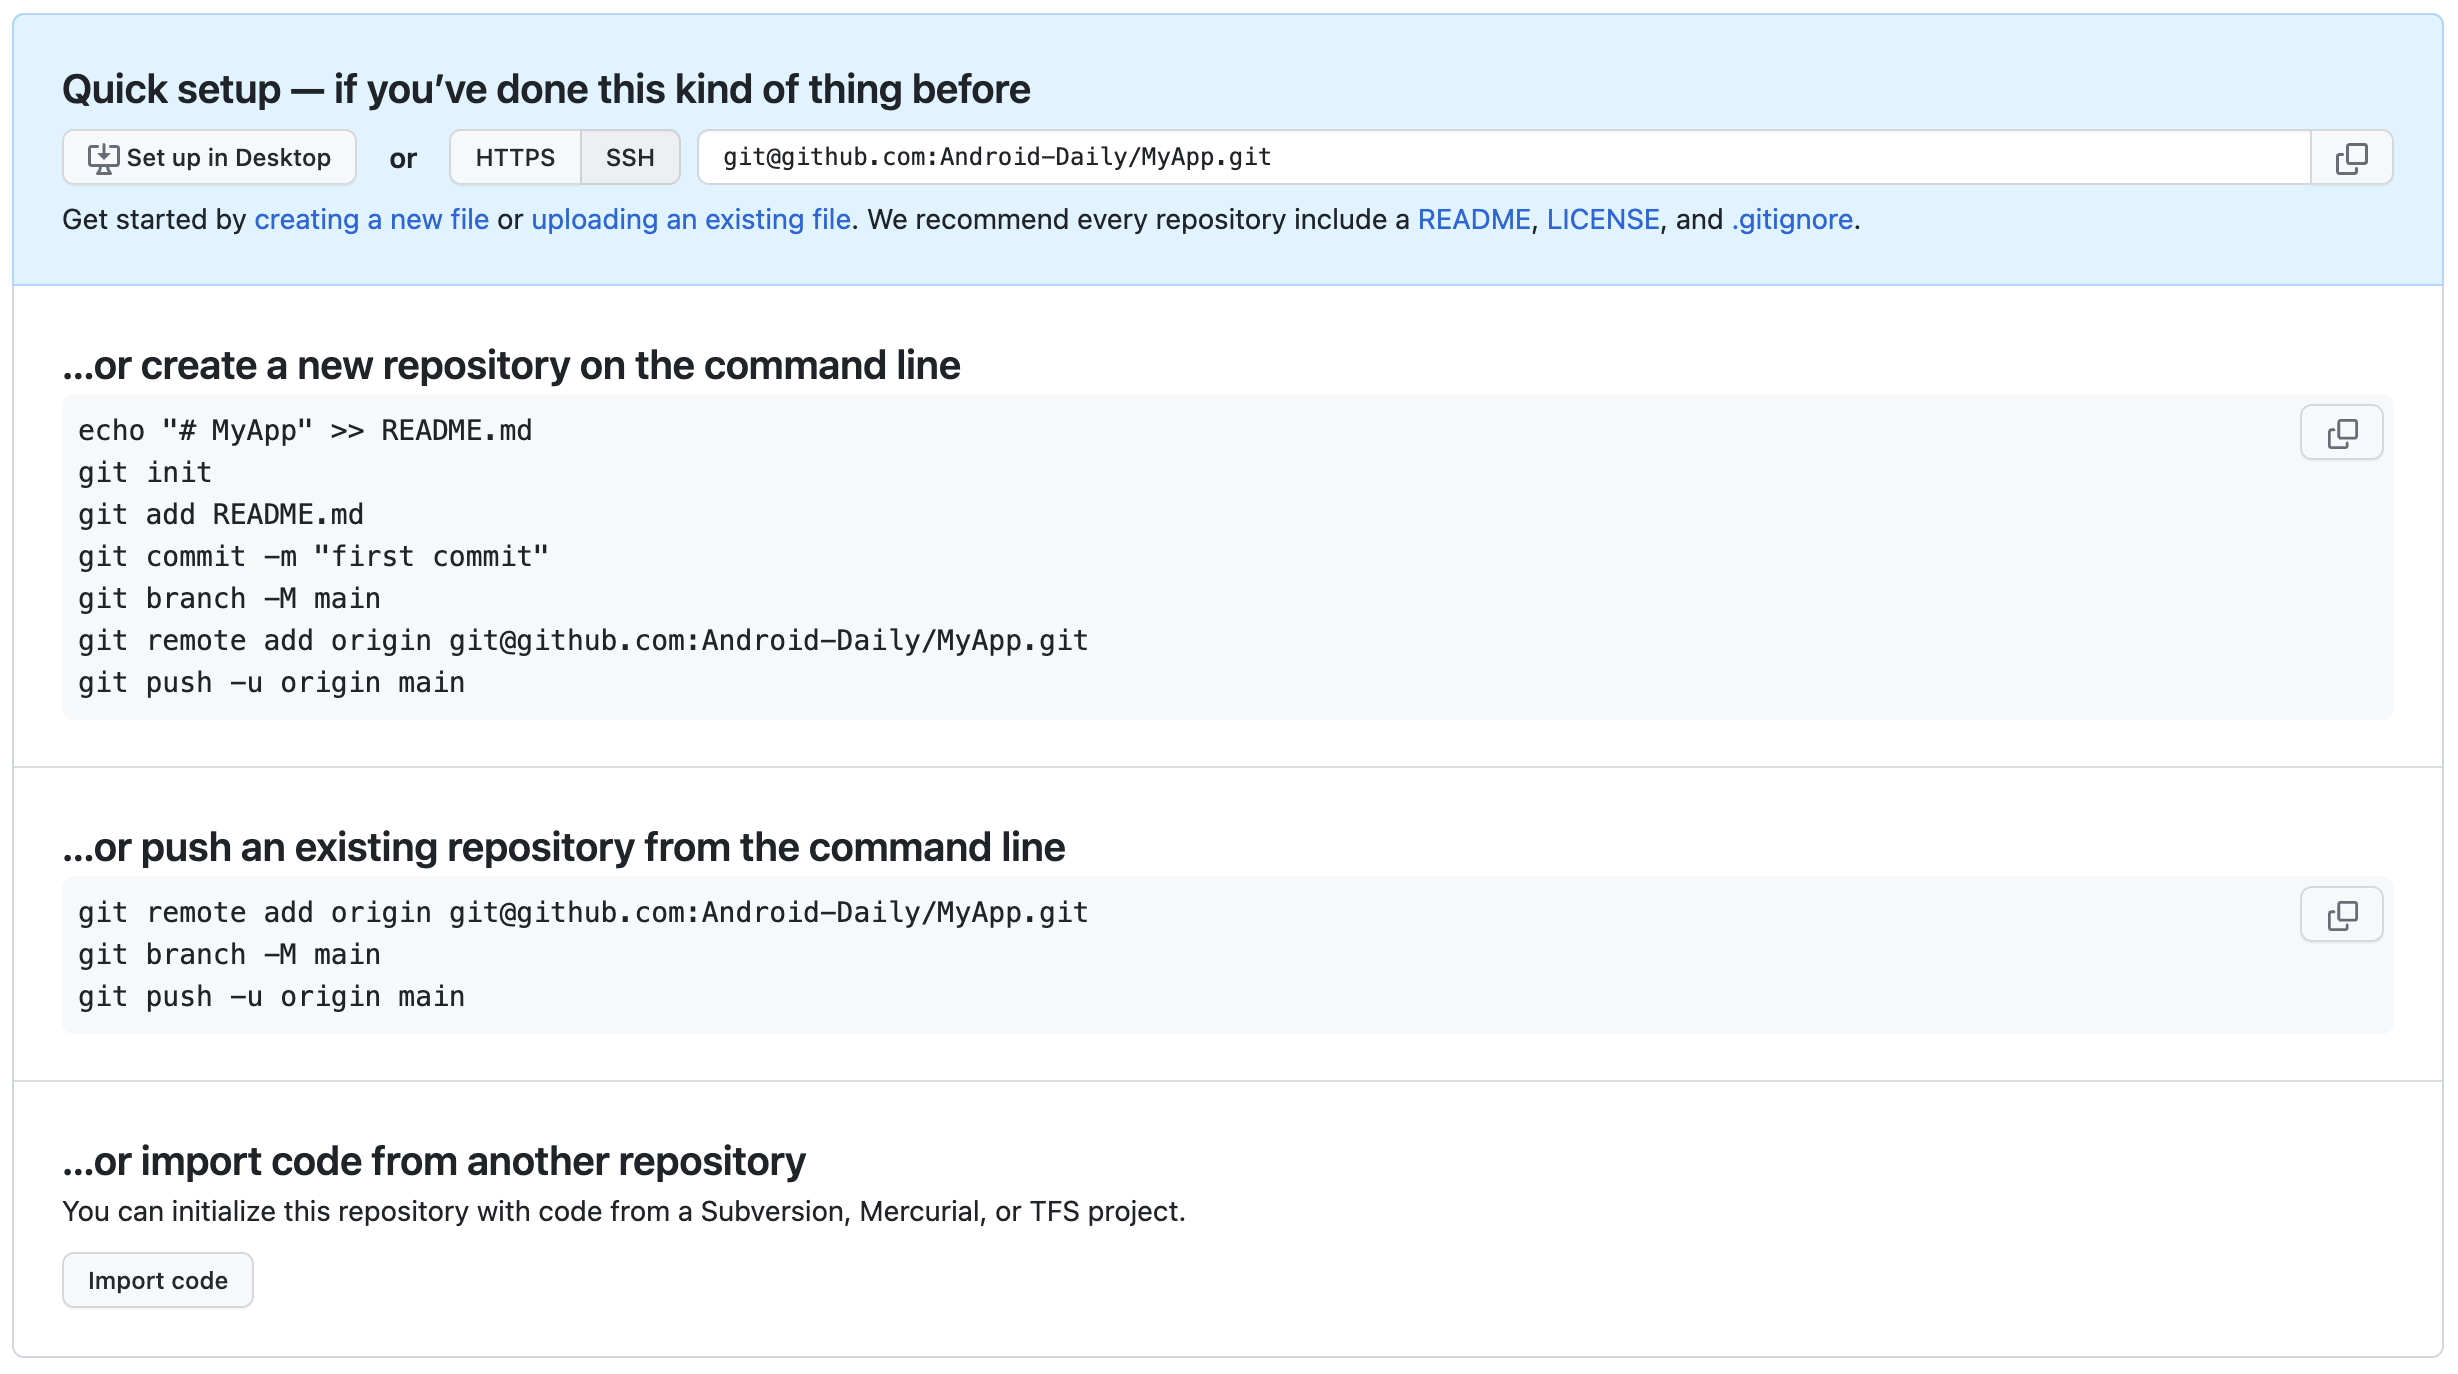 Quick setup — if you’ve done this kind of thing before
Set up in Desktop or HTTPS SSH git@github.com:Android-Daily/MyApp.git
Get started by creating a new file or uploading an existing file. We recommend every repository include a README, LICENSE, and .gitignore.
…or create a new repository on the command line
echo "# MyApp" >> README.md
git init
git add README.md
git commit -m "first commit"
git branch -M main
git remote add origin git@github.com:Android-Daily/MyApp.git
git push -u origin main
…or push an existing repository from the command line
git remote add origin git@github.com:Android-Daily/MyApp.git
git branch -M main
git push -u origin main
…or import code from another repository
You can initialize this repository with code from a Subversion, Mercurial, or TFS project.
Import code